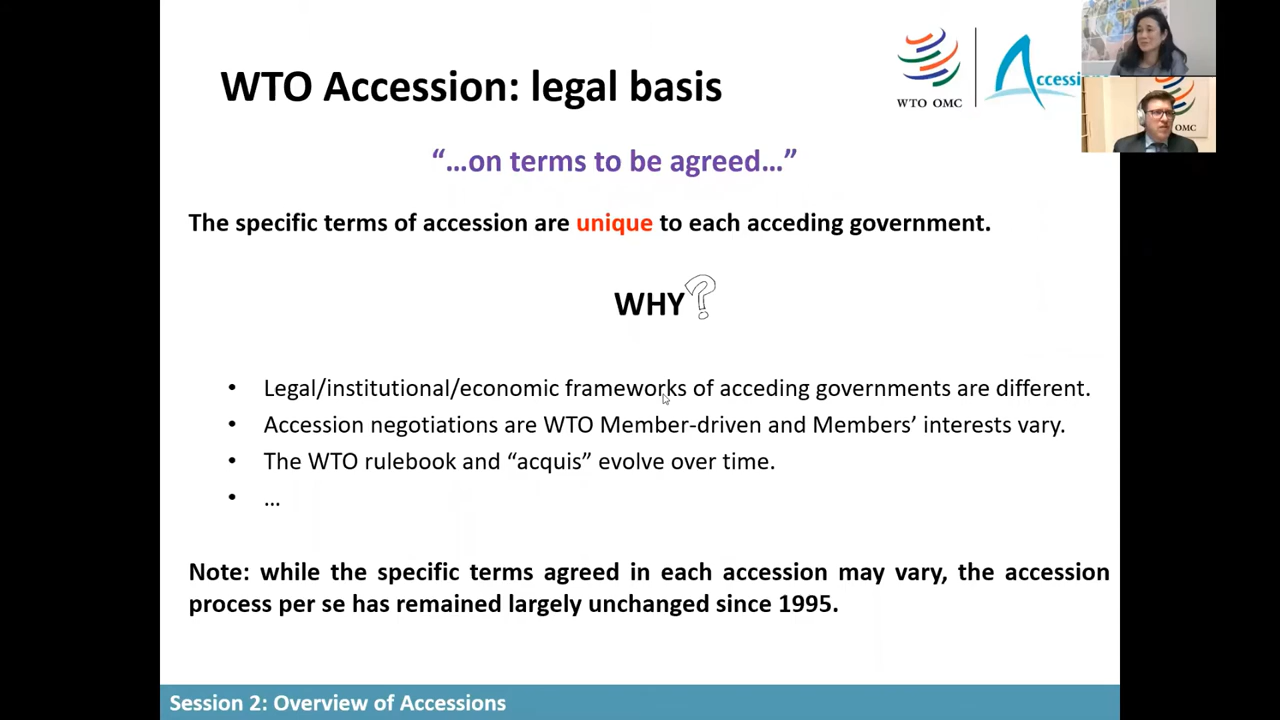 WTO Accession: legal basis
WTO OMC
Accessi
OMC
“…on terms to be agreed…”
The specific terms of accession are unique to each acceding government.
WHY?
• Legal/institutional/economic frameworks of acceding governments are different.
• Accession negotiations are WTO Member-driven and Members’ interests vary.
• The WTO rulebook and “acquis” evolve over time.
• …
Note: while the specific terms agreed in each accession may vary, the accession
process per se has remained largely unchanged since 1995.
Session 2: Overview of Accessions